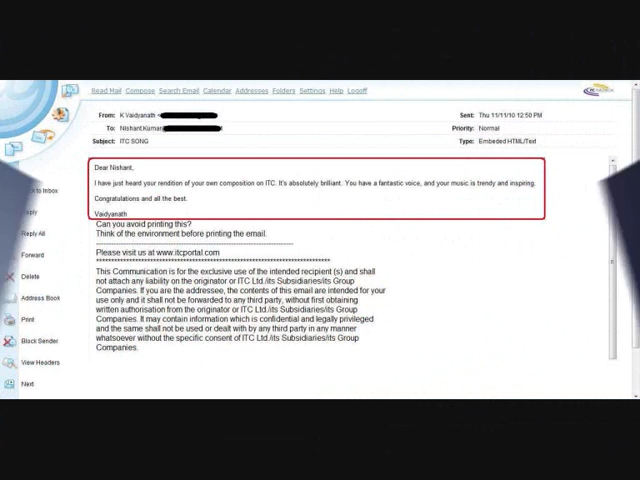 Read Mail Compose Search Email Calendar Addresses Folders Settings Help Logoff
From: K Vaidyanath
Sent: Thu 11/11/10 12:50 PM
To: Nishant.Kumar
Priority: Normal
Subject: ITC SONG
Type: Embeded HTML/Text
Dear Nishant,
I have just heard your rendition of your own composition on ITC. It's absolutely brilliant. You have a fantastic voice, and your music is trendy and inspiring.
Congratulations and all the best.
Vaidyanath
Can you avoid printing this?
Think of the environment before printing the email.
-------------------------------------------------------------------------------
Please visit us at www.itcportal.com
******************************************************************************
This Communication is for the exclusive use of the intended recipient (s) and shall
not attach any liability on the originator or ITC Ltd./its Subsidiaries/its Group
Companies. If you are the addressee, the contents of this email are intended for your
use only and it shall not be forwarded to any third party, without first obtaining
written authorisation from the originator or ITC Ltd./its Subsidiaries/its Group
Companies. It may contain information which is confidential and legally privileged
and the same shall not be used or dealt with by any third party in any manner
whatsoever without the specific consent of ITC Ltd./its Subsidiaries/its Group
Companies.
to Inbox
Reply All
Forward
Delete
Address Book
Print
Block Sender
View Headers
Next